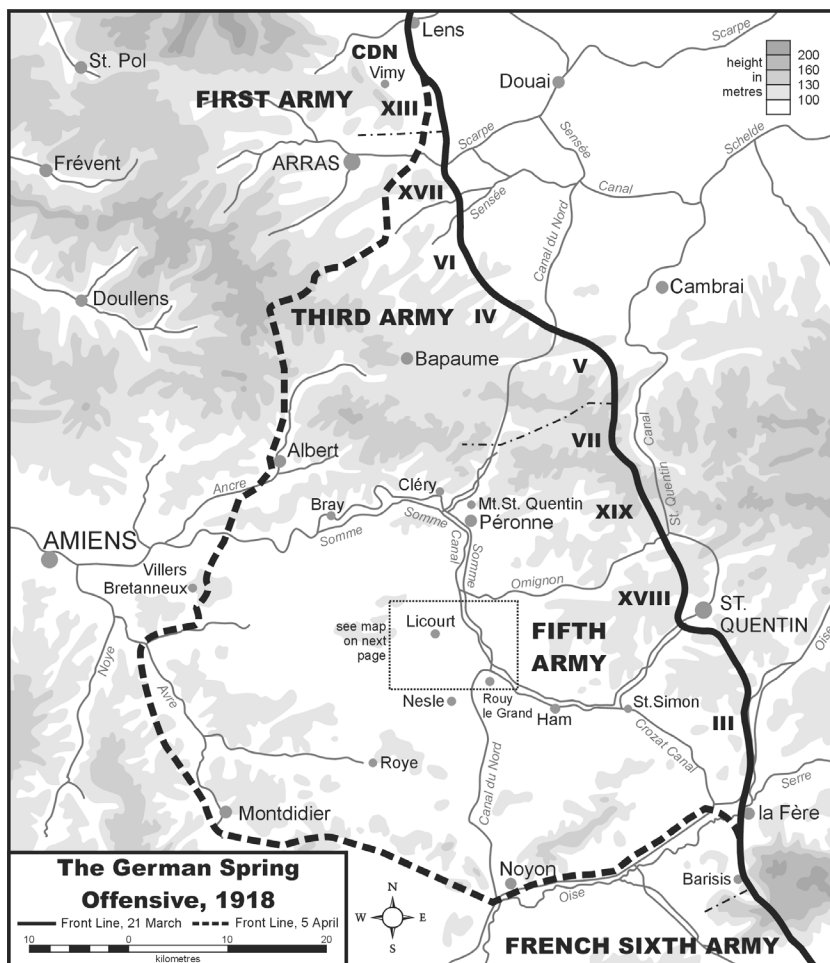 Lens
Scarpe
CDN
St. Pol
Vimy
Douai
height
in
metres
200
160
130
100
FIRST ARMY
XIII
Scarpe
Sensée
Schelde
Frévent
ARRAS
XVII
Sensée
Canal
Canal du Nord
VI
Cambrai
Doullens
THIRD ARMY
IV
Bapaume
V
VII
Canal
St. Quentin
Albert
Ancre
Cléry
Bray
Somme
Mt.St. Quentin
Péronne
XIX
Somme
Canal
Somme
AMIENS
Villers
Bretanneux
Omignon
XVIII
ST.
QUENTIN
see map
on next
page
Licourt
FIFTH
ARMY
Oise
Noye
Avre
Nesle
Rouy
le Grand
Ham
St.Simon
III
Crozat Canal
Roye
Canal du Nord
Serre
Montdidier
la Fère
Noyon
Oise
Barisis
The German Spring
Offensive, 1918
Front Line, 21 March
Front Line, 5 April
10 0 10 20
kilometres
N
W E
S
FRENCH SIXTH ARMY